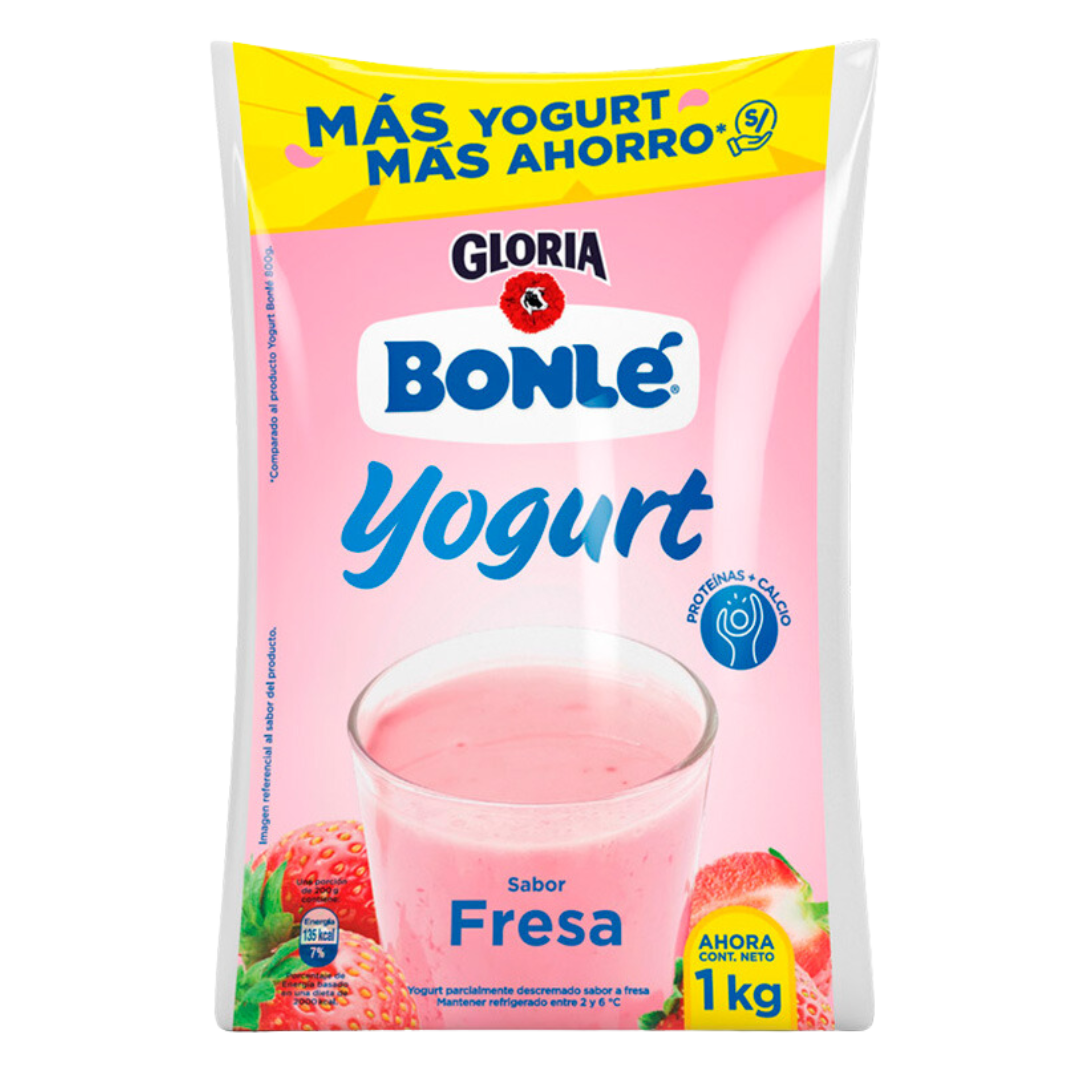 MÁS YOGURT
MÁS AHORRO*
S/
GLORIA
BONLÉ®
Yogurt
PROTEÍNAS + CALCIO
*Comparado al producto Yogurt Bonlé 800g.
Imagen referencial al sabor del producto.
Una porción
de 200 g
contiene:
Energía
135 kcal
7%
Porcentaje de
Energía basado
en una dieta de
2000 kcal.
Sabor
Fresa
Yogurt parcialmente descremado sabor a fresa
Mantener refrigerado entre 2 y 6 °C
AHORA
CONT. NETO
1 kg